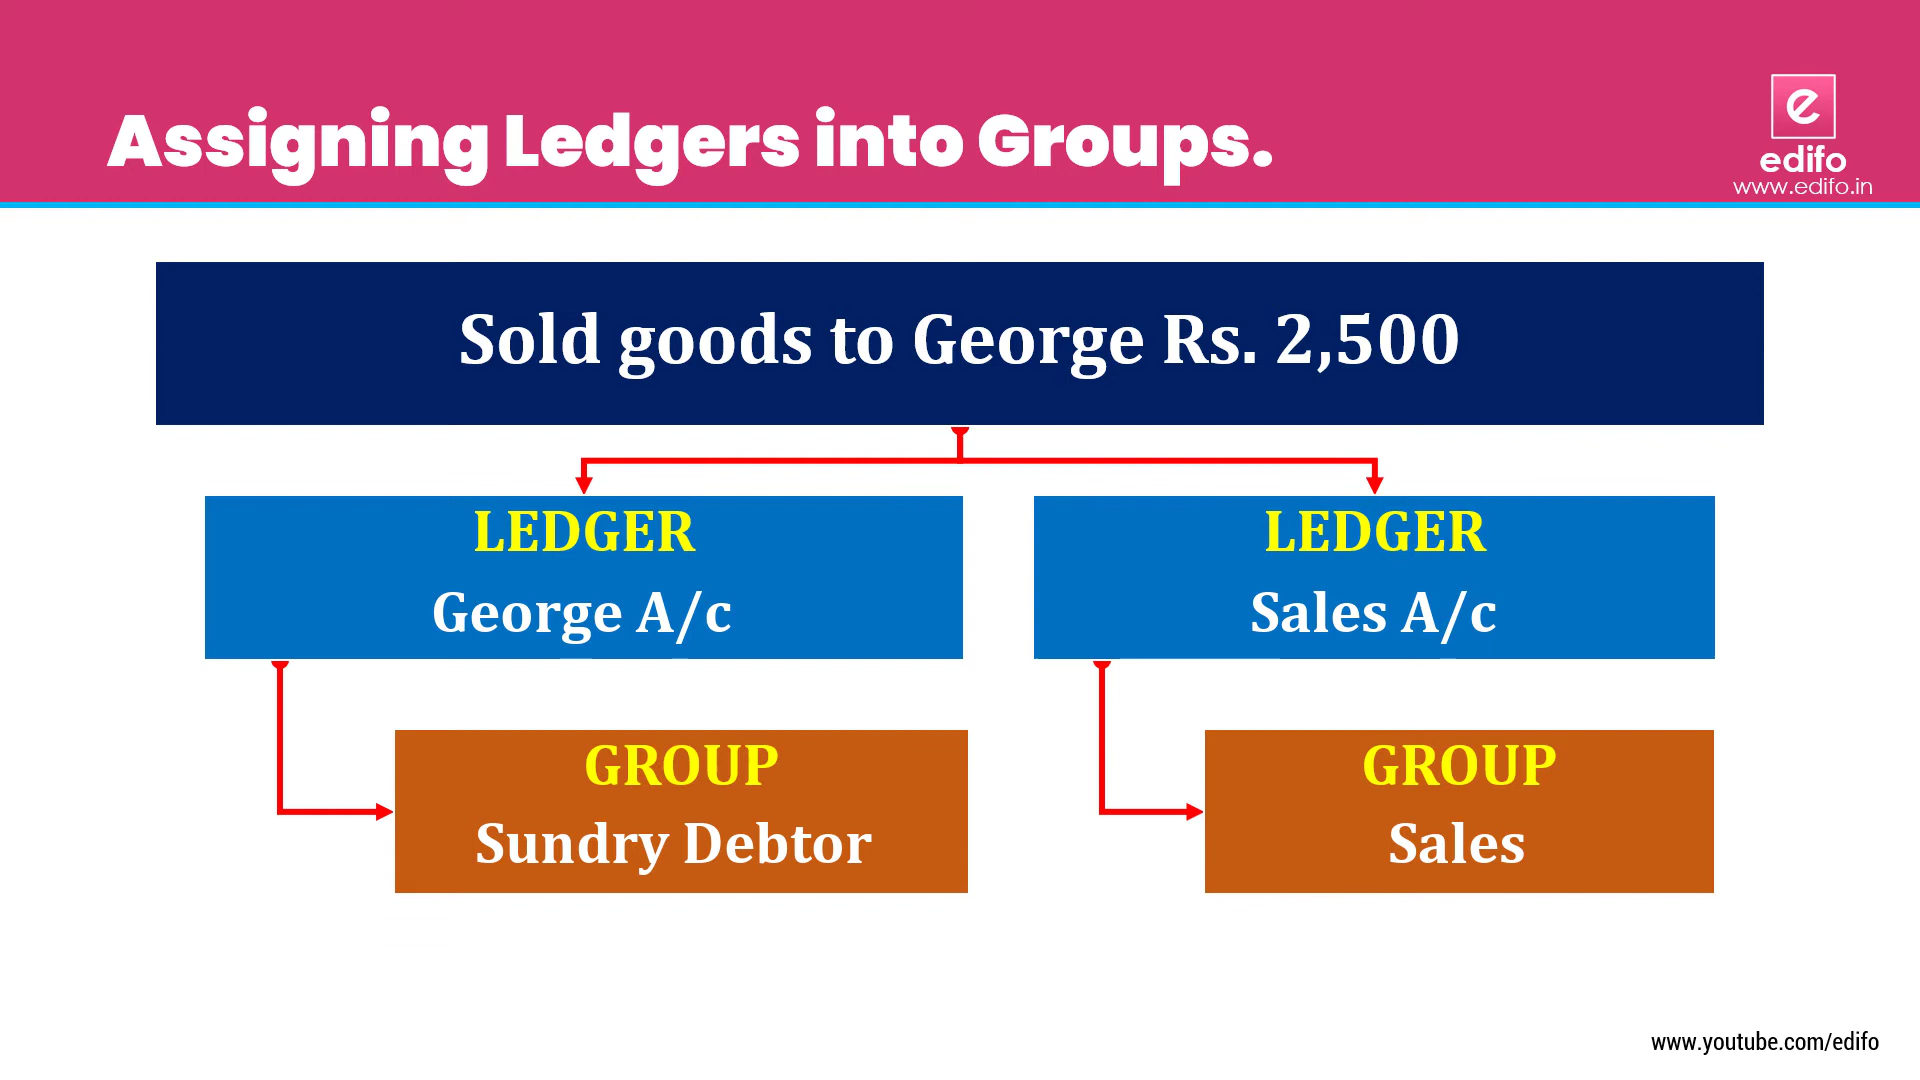 Assigning Ledgers into Groups.
e
edifo
www.edifo.in
Sold goods to George Rs. 2,500
LEDGER
George A/c
LEDGER
Sales A/c
GROUP
Sundry Debtor
GROUP
Sales
www.youtube.com/edifo